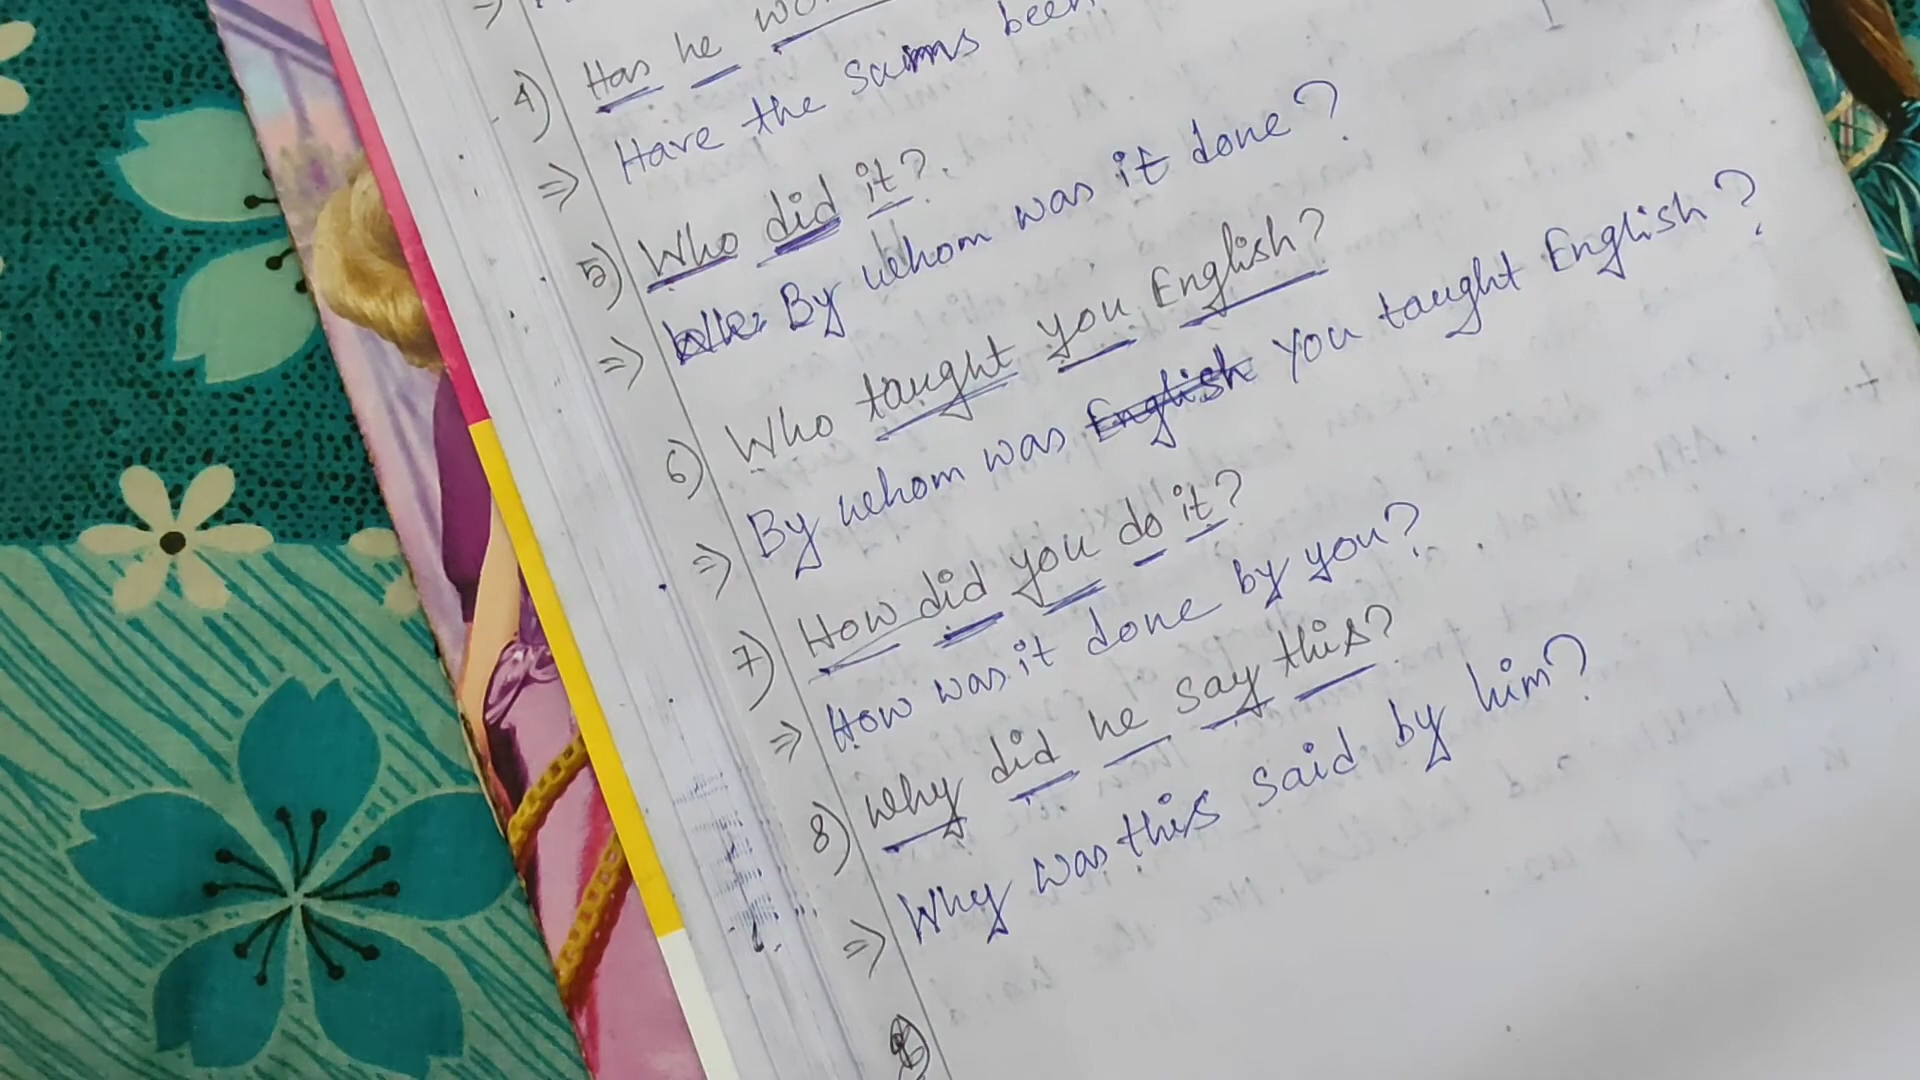 4) Has he
=> Have the sums been
5) Who did it?
=> By whom was it done?
6) Who taught you English?
=> By whom was you taught English?
7) How did you do it?
=> How was it done by you?
8) Why did he say this?
=> Why was this said by him?